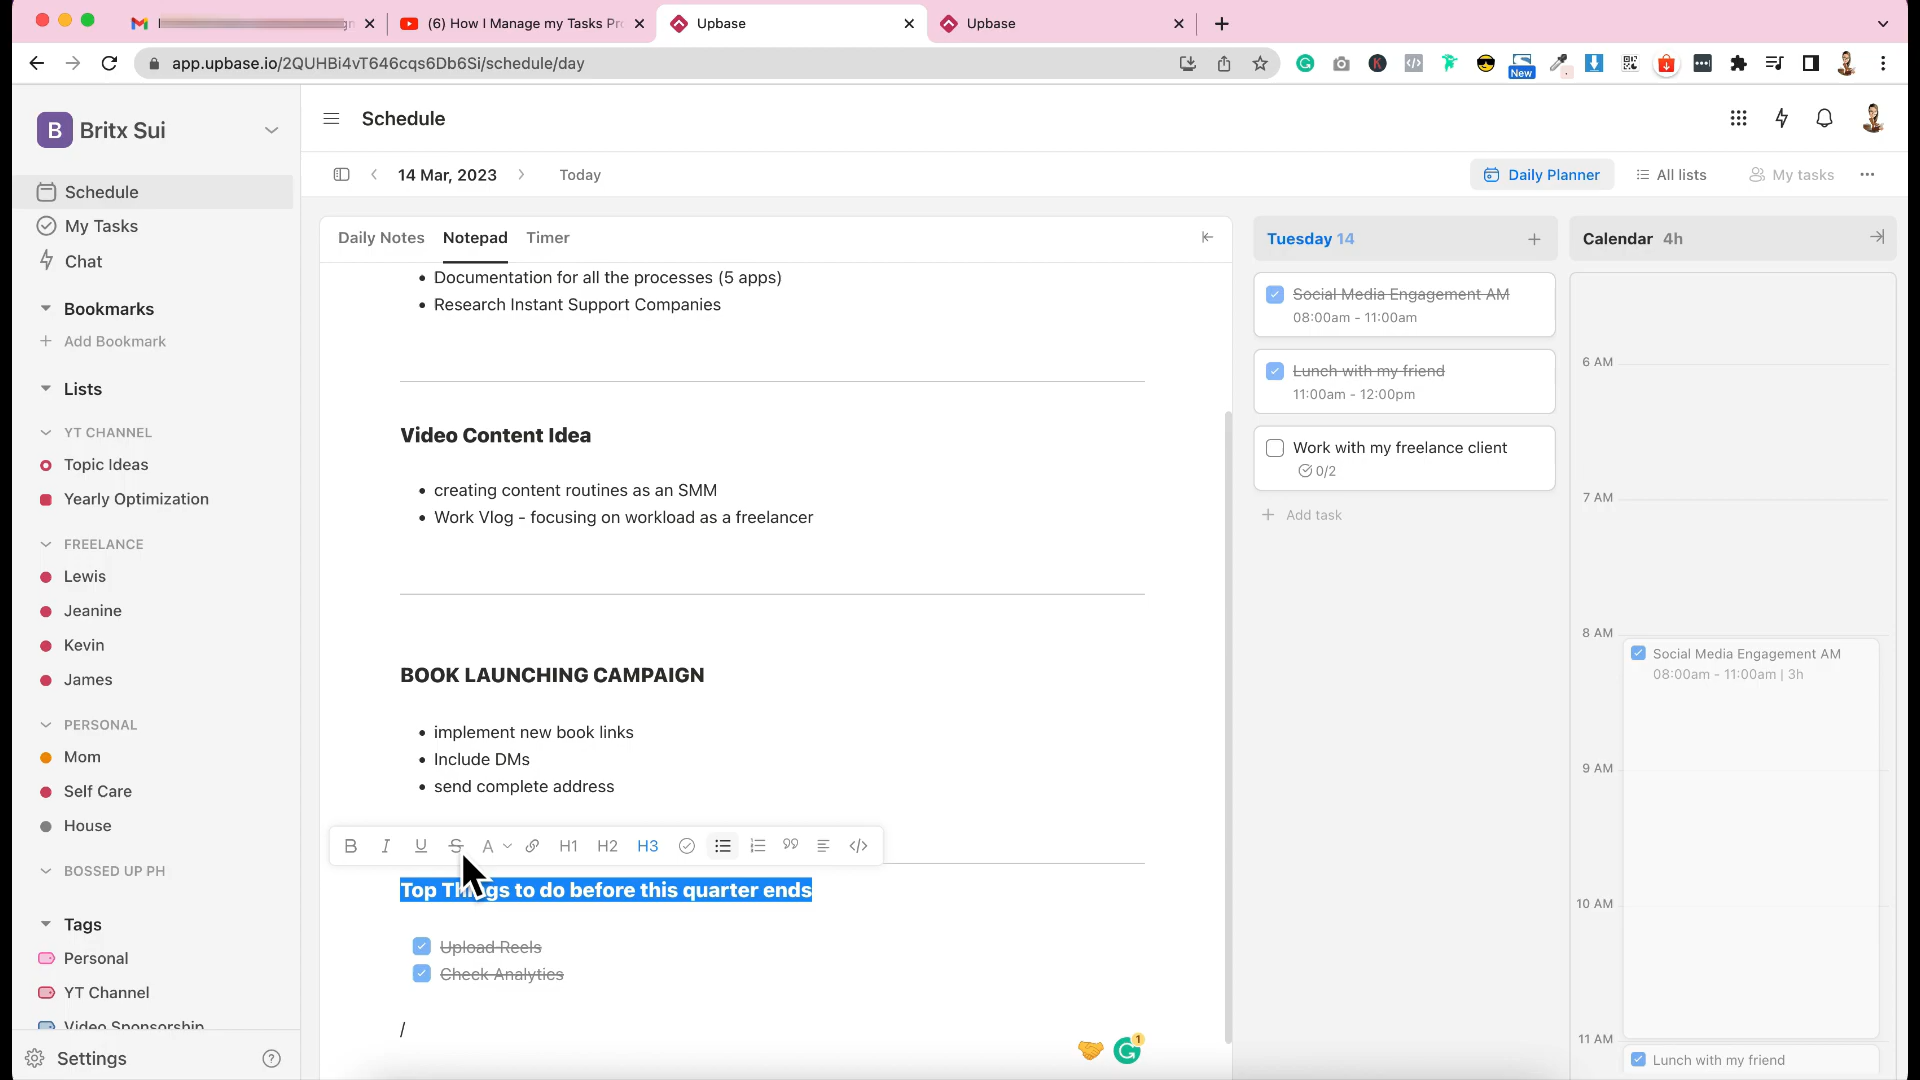 (6) How I Manage my Tasks Pr
Upbase
Upbase
app.upbase.io/2QUHBi4vT646cqs6Db6Si/schedule/day
New
B Britx Sui
Schedule
Schedule
My Tasks
Chat
Bookmarks
Add Bookmark
Lists
YT CHANNEL
Topic Ideas
Yearly Optimization
FREELANCE
Lewis
Jeanine
Kevin
James
PERSONAL
Mom
Self Care
House
BOSSED UP PH
Tags
Personal
YT Channel
Video Sponsorship
Settings
14 Mar, 2023
Today
Daily Planner
All lists
My tasks
Daily Notes
Notepad
Timer
• Documentation for all the processes (5 apps)
• Research Instant Support Companies
Video Content Idea
• creating content routines as an SMM
• Work Vlog - focusing on workload as a freelancer
BOOK LAUNCHING CAMPAIGN
• implement new book links
• Include DMs
• send complete address
B I U S A H1 H2 H3
Top Things to do before this quarter ends
Upload Reels
Check Analytics
/
1
Tuesday 14
Social Media Engagement AM
08:00am - 11:00am
Lunch with my friend
11:00am - 12:00pm
Work with my freelance client
0/2
Add task
Calendar 4h
6 AM
7 AM
8 AM
Social Media Engagement AM
08:00am - 11:00am | 3h
9 AM
10 AM
11 AM
Lunch with my friend